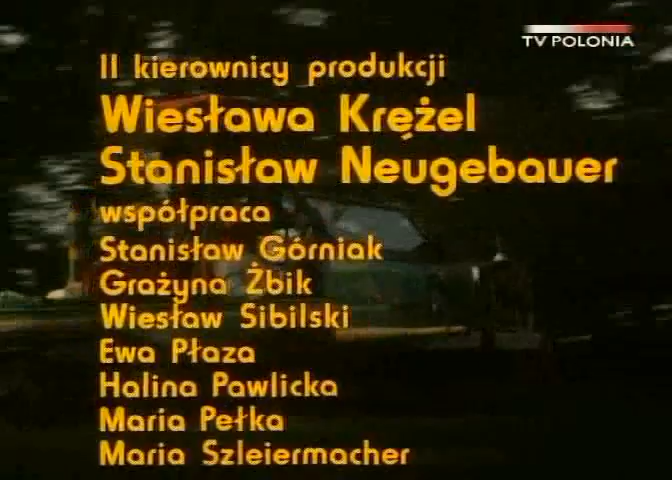 TV POLONIA
II kierownicy produkcji
Wiesława Krężel
Stanisław Neugebauer
współpraca
Stanisław Górniak
Grażyna Żbik
Wiesław Sibilski
Ewa Płaza
Halina Pawlicka
Maria Pełka
Maria Szleiermacher